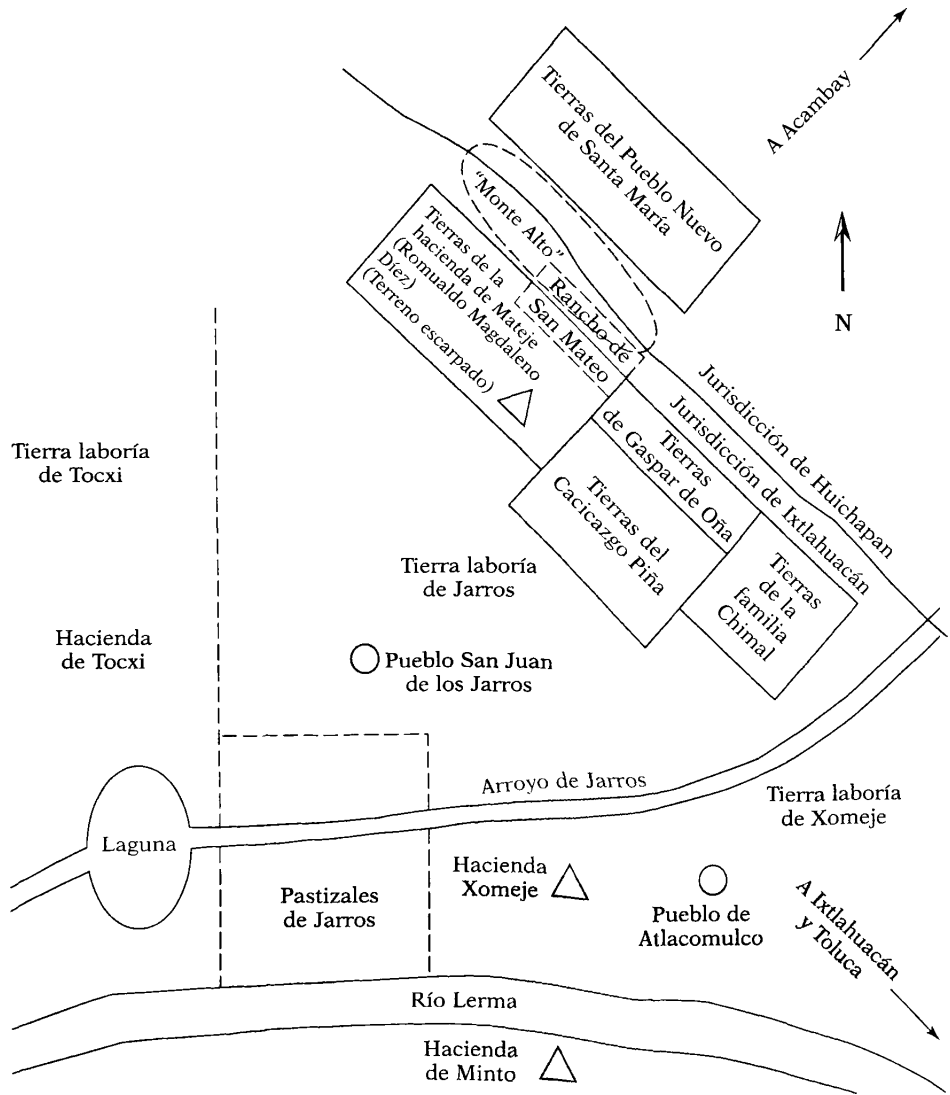 A Acambay
Tierras del Pueblo Nuevo
de Santa María
"Monte Alto"
Tierras de la
hacienda de Mateje
(Romualdo Magdaleno
Díez)
(Terreno escarpado)
Rancho de
San Mateo
N
Jurisdicción de Huichapan
Jurisdicción de Ixtlahuacán
Tierras
de Gaspar de Oña
Tierras del
Cacicazgo Piña
Tierras
de la
familia
Chimal
Tierra laboría
de Tocxi
Tierra laboría
de Jarros
Hacienda
de Tocxi
Pueblo San Juan
de los Jarros
Arroyo de Jarros
Tierra laboría
de Xomeje
Laguna
Pastizales
de Jarros
Hacienda
Xomeje
Pueblo de
Atlacomulco
A Ixtlahuacán
y Toluca
Río Lerma
Hacienda
de Minto